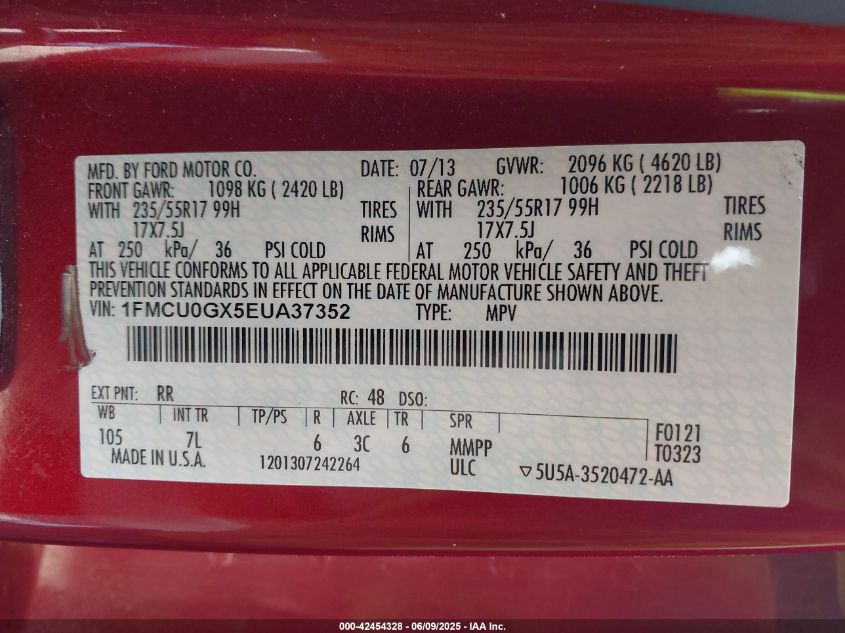 MFD. BY FORD MOTOR CO. DATE: 07/13 GVWR: 2096 KG ( 4620 LB)
FRONT GAWR: 1098 KG ( 2420 LB) REAR GAWR: 1006 KG ( 2218 LB)
WITH 235/55R17 99H TIRES WITH 235/55R17 99H TIRES
17X7.5J RIMS 17X7.5J RIMS
AT 250 kPa/ 36 PSI COLD AT 250 kPa/ 36 PSI COLD
THIS VEHICLE CONFORMS TO ALL APPLICABLE FEDERAL MOTOR VEHICLE SAFETY AND THEFT
PREVENTION STANDARDS IN EFFECT ON THE DATE OF MANUFACTURE SHOWN ABOVE.
VIN: 1FMCU0GX5EUA37352 TYPE: MPV
EXT PNT: RR RC: 48 DSO:
WB INT TR TP/PS R AXLE TR SPR
105 7L 6 3C 6 MMPP F0121
T0323
MADE IN U.S.A. 1201307242264 ULC ▽5U5A-3520472-AA
000-42454328 | 06/09/2025 - IAA Inc.